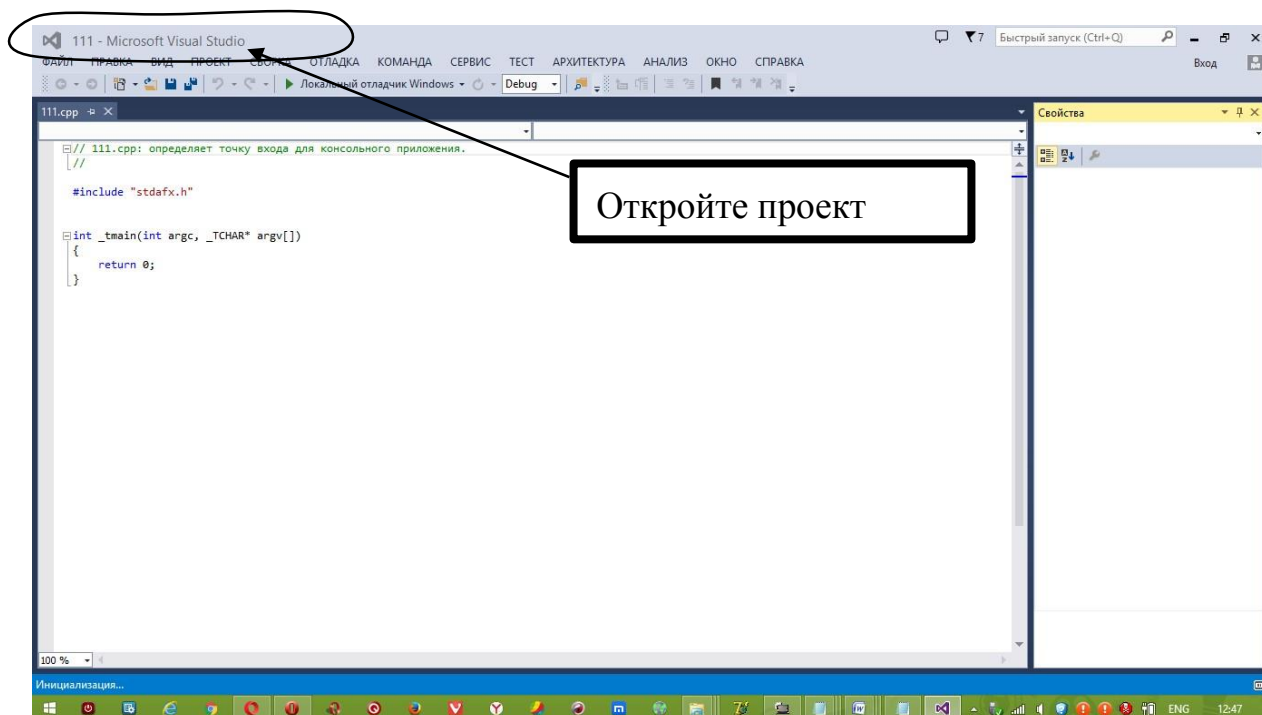 111 - Microsoft Visual Studio
7 Быстрый запуск (Ctrl+Q)
ФАЙЛ ПРАВКА ВИД ПРОЕКТ СБОРКА ОТЛАДКА КОМАНДА СЕРВИС ТЕСТ АРХИТЕКТУРА АНАЛИЗ ОКНО СПРАВКА Вход
Локальный отладчик Windows Debug
111.cpp
Свойства
// 111.cpp: определяет точку входа для консольного приложения.
//
#include "stdafx.h"
Откройте проект
int _tmain(int argc, _TCHAR* argv[])
{
return 0;
}
100 %
Инициализация...
ENG 12:47